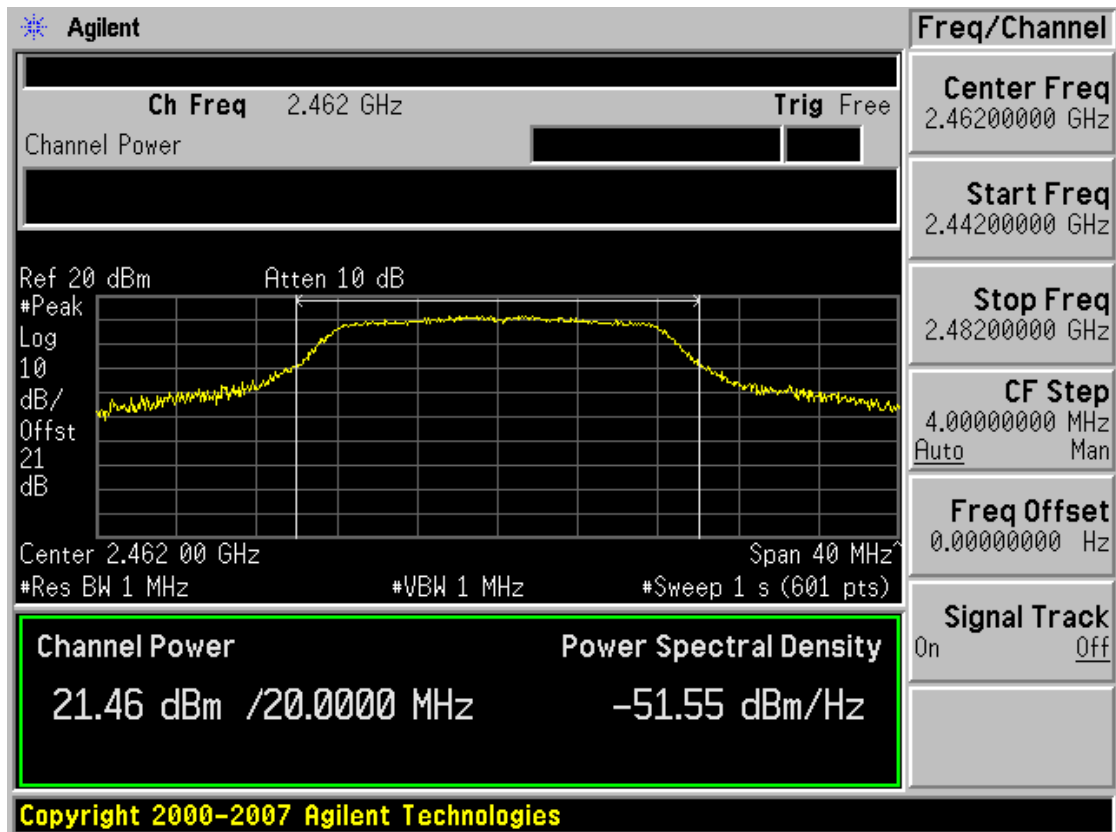 Agilent
Freq/Channel
Ch Freq 2.462 GHz Trig Free
Channel Power
Center Freq
2.46200000 GHz
Start Freq
2.44200000 GHz
Stop Freq
2.48200000 GHz
CF Step
4.00000000 MHz
Auto Man
Freq Offset
0.00000000 Hz
Signal Track
On Off
Ref 20 dBm Atten 10 dB
#Peak
Log
10
dB/
Offst
21
dB
Center 2.462 00 GHz Span 40 MHz^
#Res BW 1 MHz #VBW 1 MHz #Sweep 1 s (601 pts)
Channel Power Power Spectral Density
21.46 dBm /20.0000 MHz -51.55 dBm/Hz
Copyright 2000-2007 Agilent Technologies